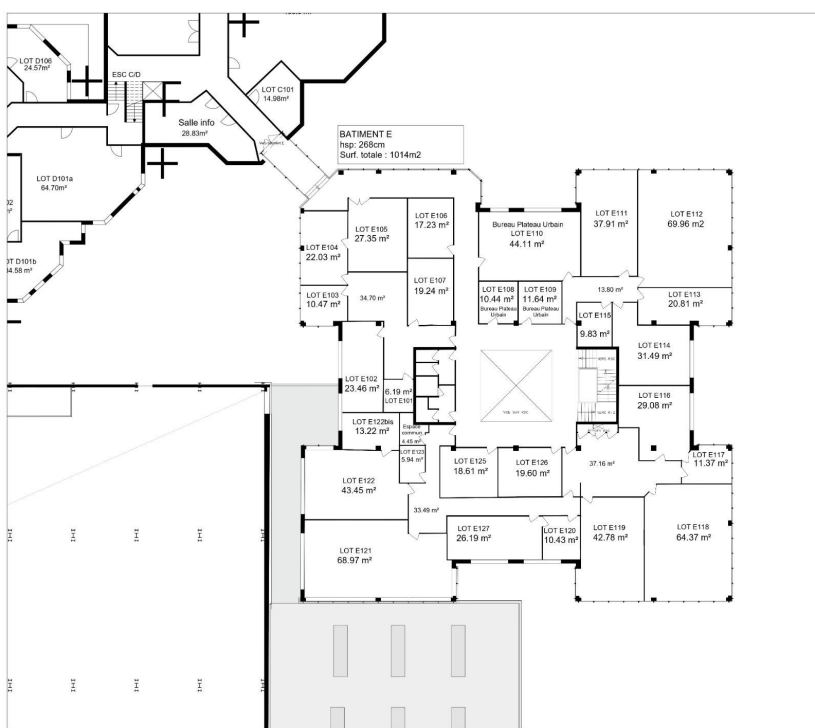 LOT D106
24.57m²
ESC C/D
LOT C101
14.98m²
Salle info
28.83m²
BATIMENT E
hsp: 268cm
Surf. totale : 1014m2
LOT D101a
64.70m²
LOT E106
17.23 m²
LOT E105
27.35 m²
LOT E104
22.03 m²
Bureau Plateau Urbain
LOT E110
44.11 m²
LOT E111
37.91 m²
LOT E112
69.96 m2
LOT E107
19.24 m²
LOT E103
10.47 m²
34.70 m²
LOT E108
10.44 m²
Bureau Plateau
Urbain
LOT E109
11.64 m²
Bureau Plateau
Urbain
13.80 m²
LOT E113
20.81 m²
LOT E115
9.83 m²
LOT E114
31.49 m²
LOT E102
23.46 m²
6.19 m²
LOT E101
LOT E116
29.08 m²
LOT E122bis
13.22 m²
Espace
commun
4.45 m²
LOT E123
5.94 m²
LOT E125
18.61 m²
LOT E126
19.60 m²
37.16 m²
LOT E117
11.37 m²
LOT E122
43.45 m²
33.49 m²
LOT E127
26.19 m²
LOT E120
10.43 m²
LOT E119
42.78 m²
LOT E118
64.37 m²
LOT E121
68.97 m²